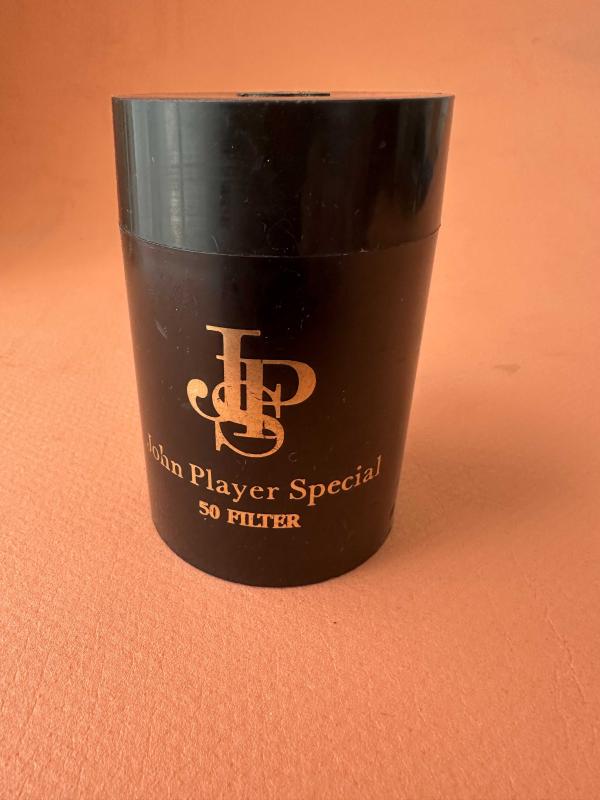 JPS
John Player Special
50 FILTER